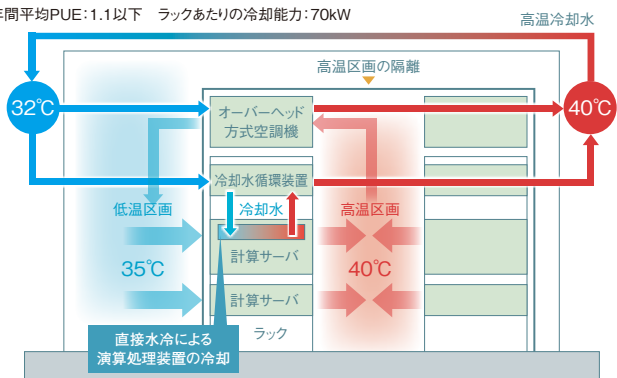 年間平均PUE：1.1以下　ラックあたりの冷却能力：70kW
高温冷却水
高温区画の隔離
32℃
40℃
オーバーヘッド
方式空調機
冷却水循環装置
低温区画
冷却水
高温区画
計算サーバ
35℃
40℃
計算サーバ
直接水冷による
演算処理装置の冷却
ラック